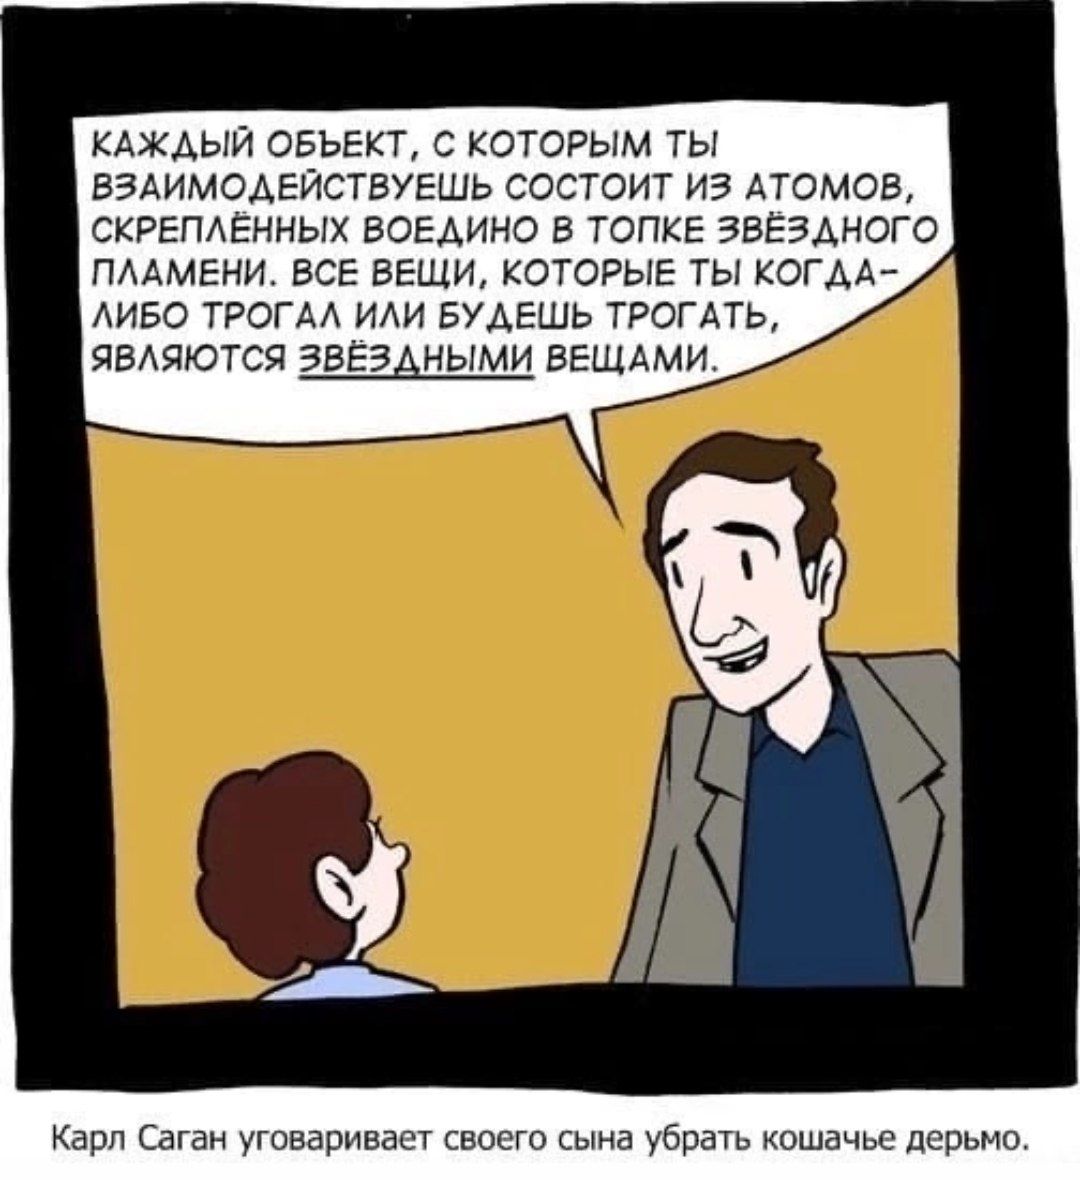 КАЖДЫЙ ОБЪЕКТ, С КОТОРЫМ ТЫ
ВЗАИМОДЕЙСТВУЕШЬ СОСТОИТ ИЗ АТОМОВ,
СКРЕПЛЁННЫХ ВОЕДИНО В ТОПКЕ ЗВЁЗДНОГО
ПЛАМЕНИ. ВСЕ ВЕЩИ, КОТОРЫЕ ТЫ КОГДА-
ЛИБО ТРОГАЛ ИЛИ БУДЕШЬ ТРОГАТЬ,
ЯВЛЯЮТСЯ ЗВЁЗДНЫМИ ВЕЩАМИ.
Карл Саган уговаривает своего сына убрать кошачье дерьмо.